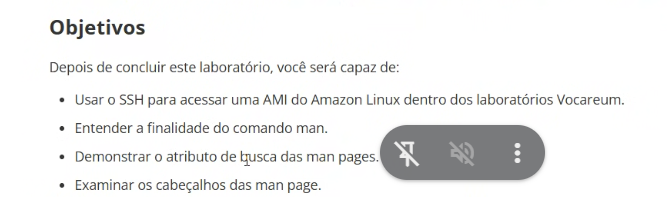 Objetivos
Depois de concluir este laboratório, você será capaz de:
• Usar o SSH para acessar uma AMI do Amazon Linux dentro dos laboratórios Vocareum.
• Entender a finalidade do comando man.
• Demonstrar o atributo de busca das man pages.
• Examinar os cabeçalhos das man page.